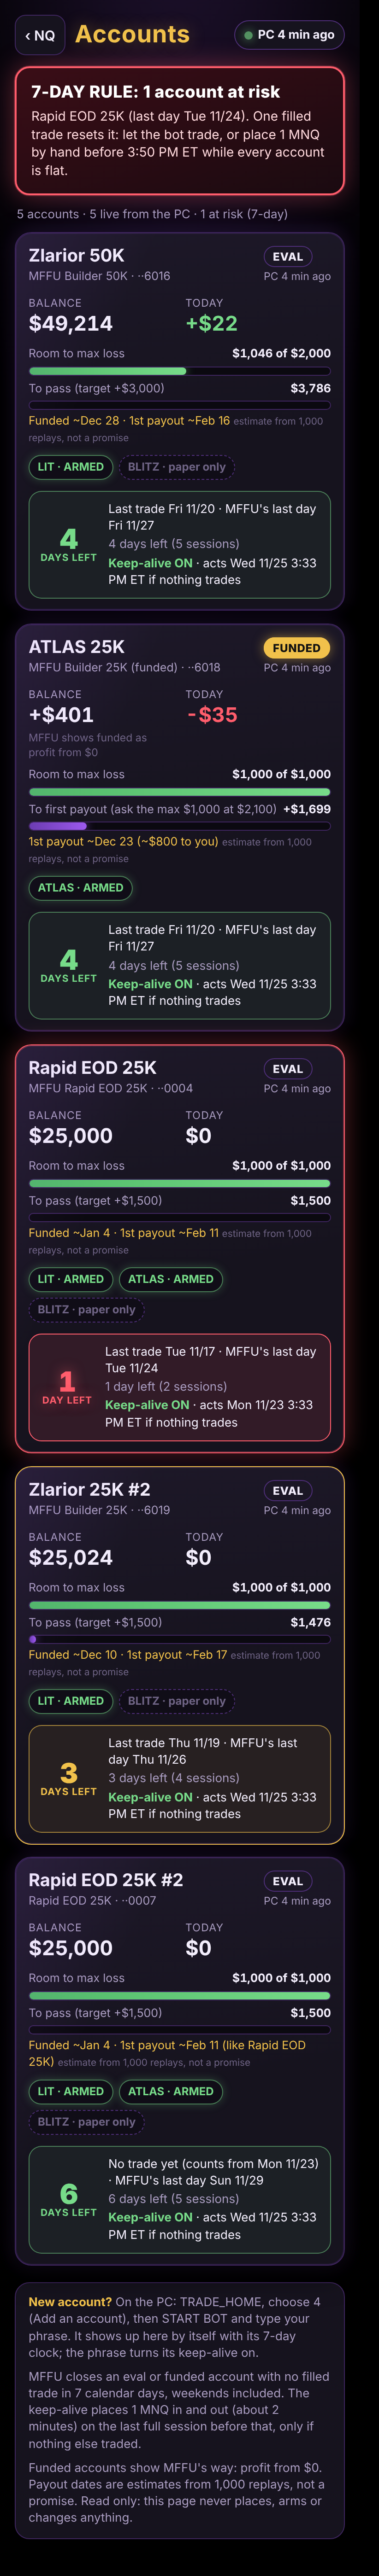 ‹ NQ
Accounts
PC 4 min ago
7-DAY RULE: 1 account at risk
Rapid EOD 25K (last day Tue 11/24). One filled
trade resets it: let the bot trade, or place 1 MNQ
by hand before 3:50 PM ET while every account
is flat.
5 accounts · 5 live from the PC · 1 at risk (7-day)
Zlarior 50K
EVAL
MFFU Builder 50K · ··6016
PC 4 min ago
BALANCE
TODAY
$49,214
+$22
Room to max loss
$1,046 of $2,000
To pass (target +$3,000)
$3,786
Funded ~Dec 28 · 1st payout ~Feb 16 estimate from 1,000
replays, not a promise
LIT · ARMED
BLITZ · paper only
4
DAYS LEFT
Last trade Fri 11/20 · MFFU's last day
Fri 11/27
4 days left (5 sessions)
Keep-alive ON · acts Wed 11/25 3:33
PM ET if nothing trades
ATLAS 25K
FUNDED
MFFU Builder 25K (funded) · ··6018
PC 4 min ago
BALANCE
TODAY
+$401
-$35
MFFU shows funded as
profit from $0
Room to max loss
$1,000 of $1,000
To first payout (ask the max $1,000 at $2,100)
+$1,699
1st payout ~Dec 23 (~$800 to you) estimate from 1,000
replays, not a promise
ATLAS · ARMED
4
DAYS LEFT
Last trade Fri 11/20 · MFFU's last day
Fri 11/27
4 days left (5 sessions)
Keep-alive ON · acts Wed 11/25 3:33
PM ET if nothing trades
Rapid EOD 25K
EVAL
MFFU Rapid EOD 25K · ··0004
PC 4 min ago
BALANCE
TODAY
$25,000
$0
Room to max loss
$1,000 of $1,000
To pass (target +$1,500)
$1,500
Funded ~Jan 4 · 1st payout ~Feb 11 estimate from 1,000
replays, not a promise
LIT · ARMED
ATLAS · ARMED
BLITZ · paper only
1
DAY LEFT
Last trade Tue 11/17 · MFFU's last day
Tue 11/24
1 day left (2 sessions)
Keep-alive ON · acts Mon 11/23 3:33
PM ET if nothing trades
Zlarior 25K #2
EVAL
MFFU Builder 25K · ··6019
PC 4 min ago
BALANCE
TODAY
$25,024
$0
Room to max loss
$1,000 of $1,000
To pass (target +$1,500)
$1,476
Funded ~Dec 10 · 1st payout ~Feb 17 estimate from 1,000
replays, not a promise
LIT · ARMED
BLITZ · paper only
3
DAYS LEFT
Last trade Thu 11/19 · MFFU's last
day Thu 11/26
3 days left (4 sessions)
Keep-alive ON · acts Wed 11/25 3:33
PM ET if nothing trades
Rapid EOD 25K #2
EVAL
Rapid EOD 25K · ··0007
PC 4 min ago
BALANCE
TODAY
$25,000
$0
Room to max loss
$1,000 of $1,000
To pass (target +$1,500)
$1,500
Funded ~Jan 4 · 1st payout ~Feb 11 (like Rapid EOD
25K) estimate from 1,000 replays, not a promise
LIT · ARMED
ATLAS · ARMED
BLITZ · paper only
6
DAYS LEFT
No trade yet (counts from Mon 11/23)
· MFFU's last day Sun 11/29
6 days left (5 sessions)
Keep-alive ON · acts Wed 11/25 3:33
PM ET if nothing trades
New account? On the PC: TRADE_HOME, choose 4
(Add an account), then START BOT and type your
phrase. It shows up here by itself with its 7-day
clock; the phrase turns its keep-alive on.
MFFU closes an eval or funded account with no filled
trade in 7 calendar days, weekends included. The
keep-alive places 1 MNQ in and out (about 2
minutes) on the last full session before that, only if
nothing else traded.
Funded accounts show MFFU's way: profit from $0.
Payout dates are estimates from 1,000 replays, not a
promise. Read only: this page never places, arms or
changes anything.